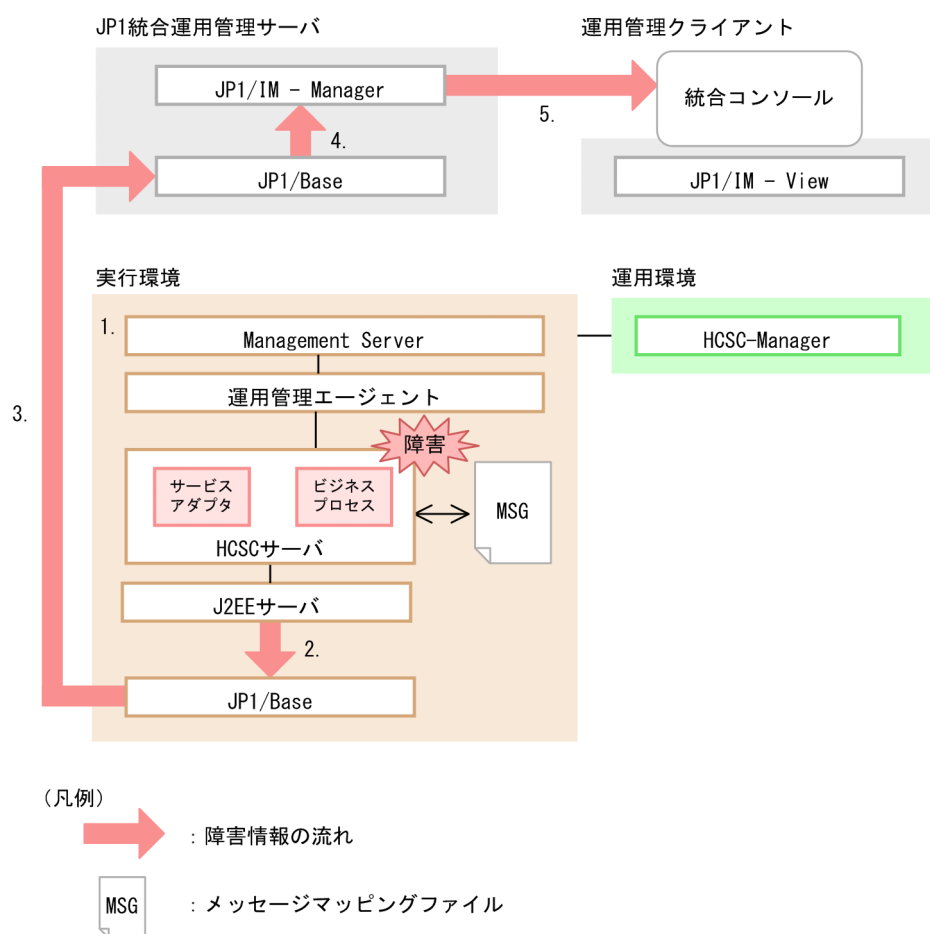 JP1統合運用管理サーバ
運用管理クライアント
JP1/IM - Manager
統合コンソール
5.
4.
JP1/Base
JP1/IM - View
実行環境
運用環境
1.
Management Server
HCSC-Manager
運用管理エージェント
3.
障害
サービス
アダプタ
ビジネス
プロセス
MSG
HCSCサーバ
J2EEサーバ
2.
JP1/Base
(凡例)
:障害情報の流れ
MSG
:メッセージマッピングファイル